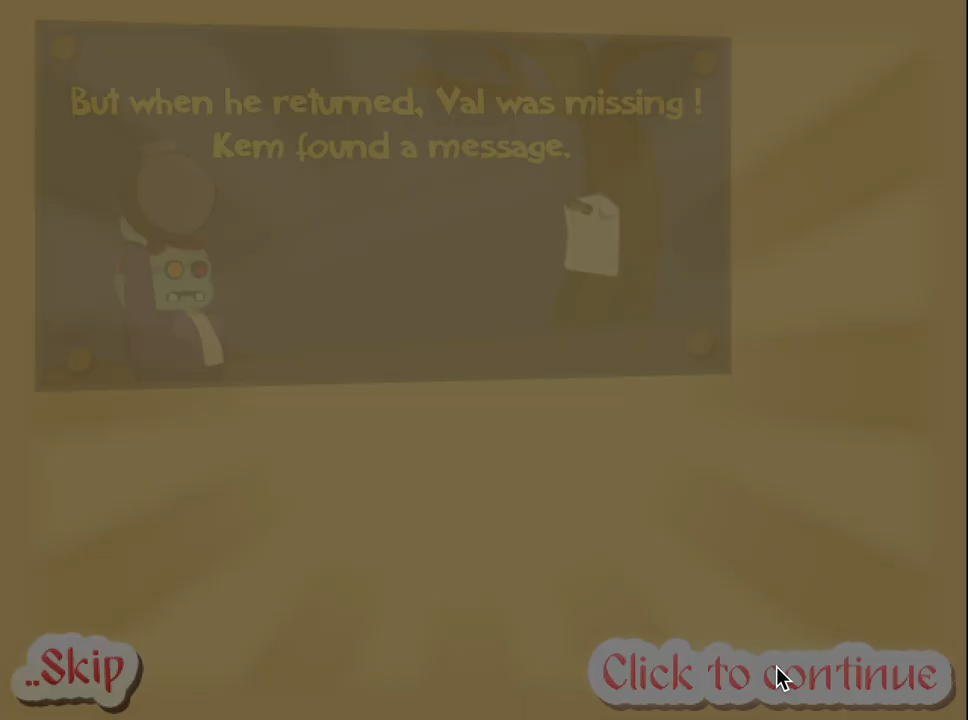 But when he returned, Val was missing !
Kem found a message.
..Skip
Click to continue